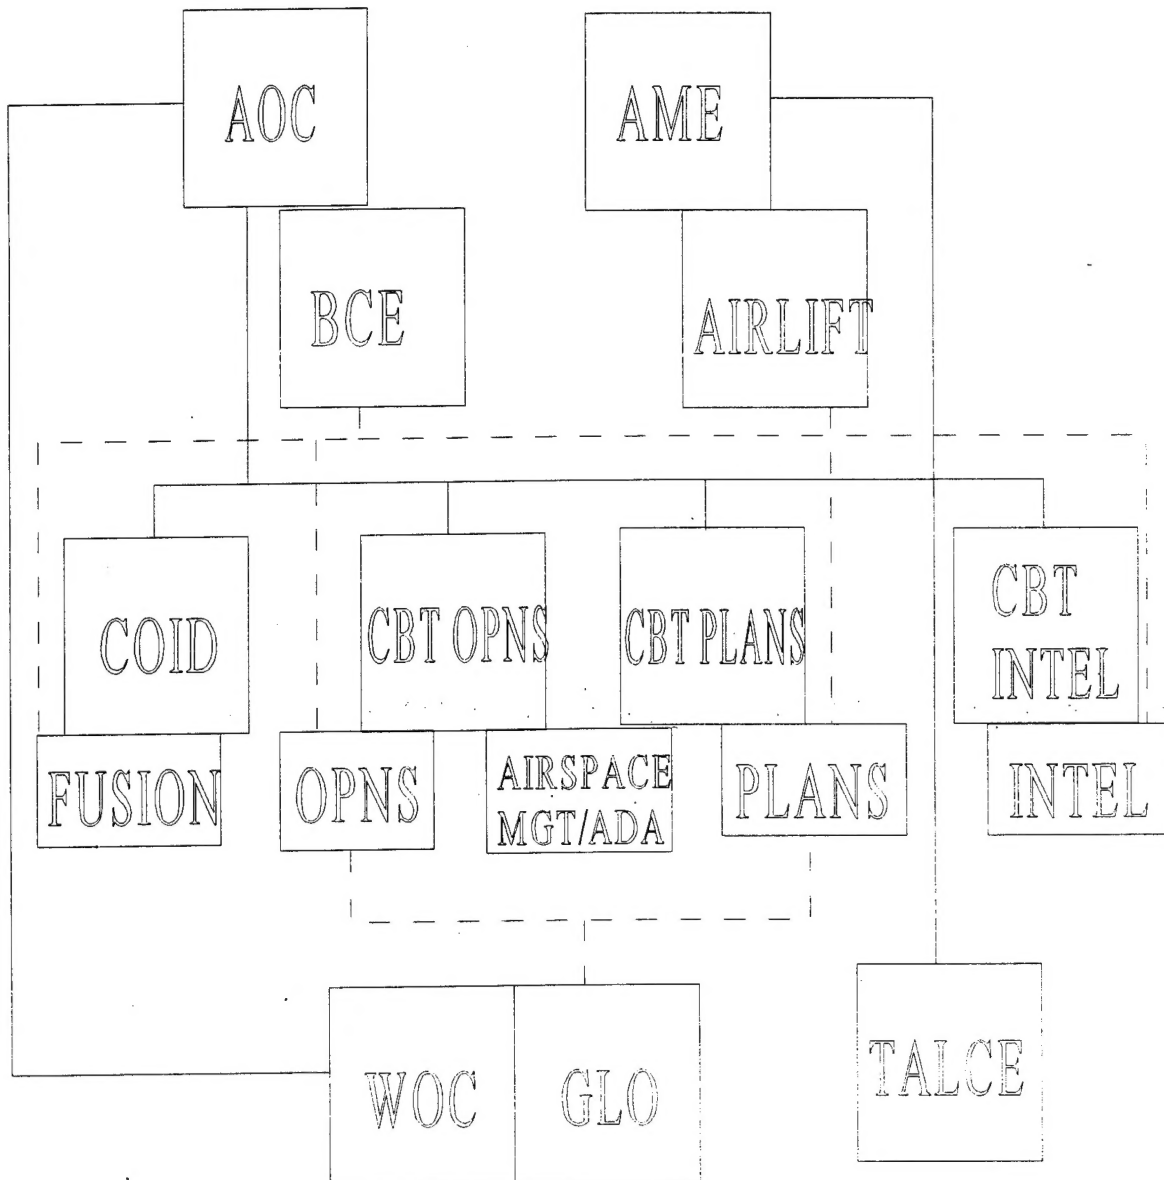 AOC
AME
BCE
AIRLIFT
COID
CBT OPNS
CBT PLANS
CBT
INTEL
FUSION
OPNS
AIRSPACE
MGT/ADA
PLANS
INTEL
WOC
GLO
TALCE